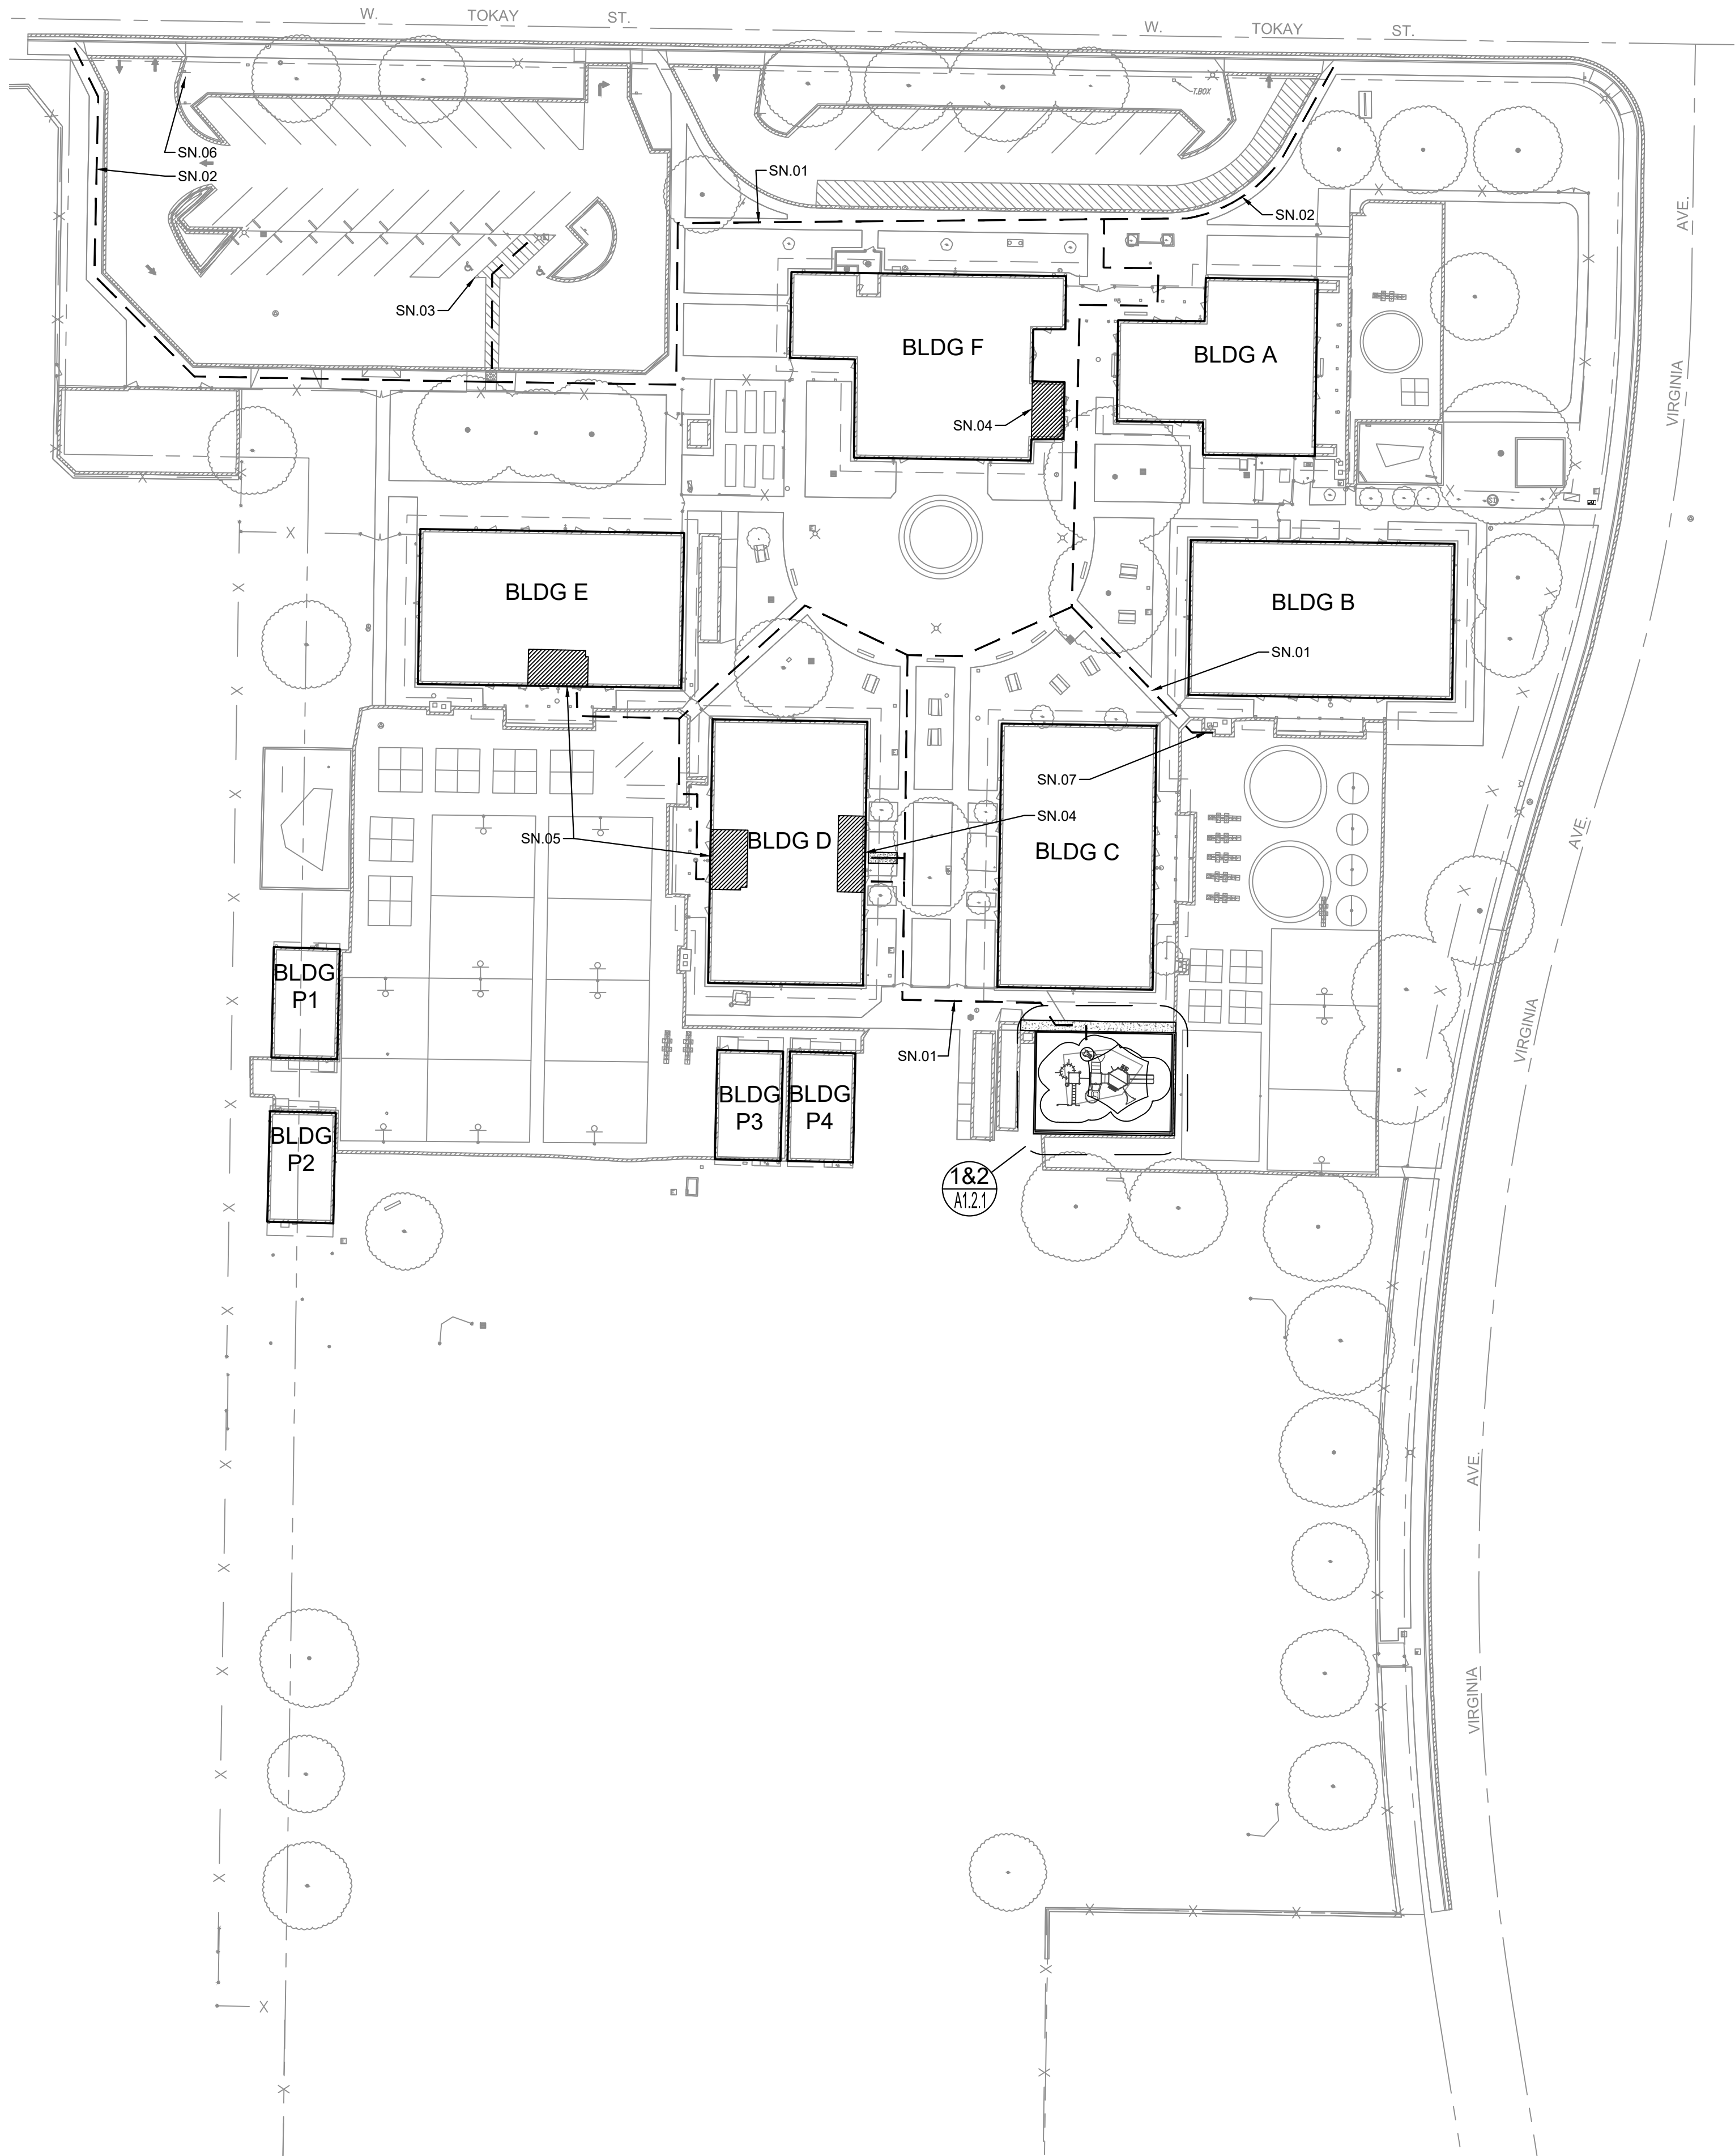 W. TOKAY ST.
W. TOKAY ST.
T.BOX
SN.06
SN.02
SN.01
SN.02
SN.03
AVE.
VIRGINIA
BLDG F
BLDG A
SN.04
BLDG E
BLDG B
SN.01
SN.07
SN.04
SN.05
BLDG D
BLDG C
AVE.
VIRGINIA
BLDG
P1
SN.01
BLDG
P3
BLDG
P4
BLDG
P2
1&2
A1.2.1
AVE.
VIRGINIA